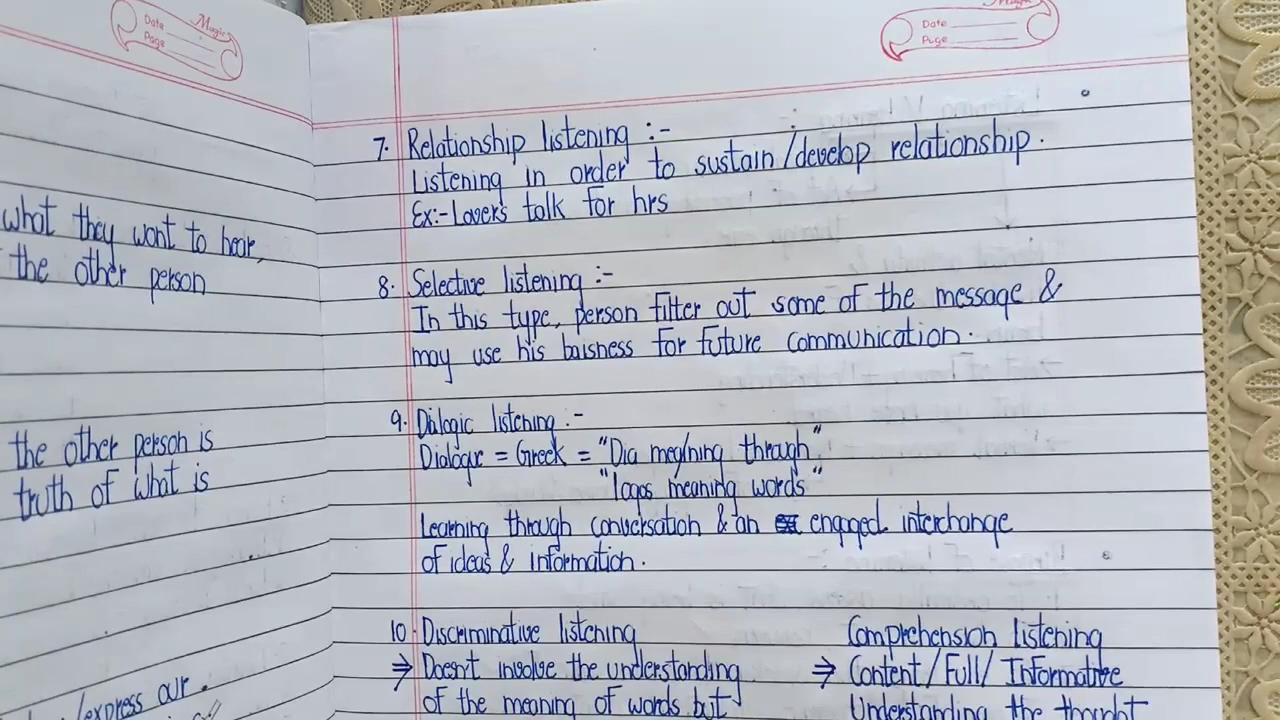 Magic
Date
Page
what they want to hear,
the other person
the other person is
truth of what is
/express our.
Date
Page
7. Relationship listening :-
Listening in order to sustain/develop relationship.
Ex:- Lovers talk for hrs
8. Selective listening :-
In this type, person filter out some of the message &
may use his baisness for future communication.
9. Dialogic listening :-
Dialogue = Greek = "Dia meaning through"
"logos meaning words"
Learning through conversation & an engaged interchange
of ideas & information.
10. Discriminative listening
⇒ Doesn't involve the understanding
of the meaning of words but
Comprehension listening
⇒ Content/Full/Informative
Understanding the thought